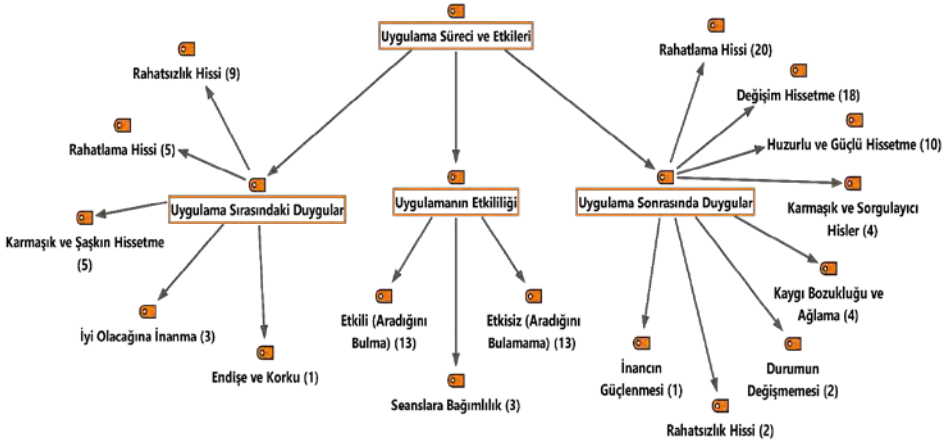 Uygulama Süreci ve Etkileri
Rahatsızlık Hissi (9)
Rahatlama Hissi (5)
Uygulama Sırasındaki Duygular
Karmaşık ve Şaşkın Hissetme
(5)
İyi Olacağına İnanma (3)
Endişe ve Korku (1)
Uygulamanın Etkililiği
Etkili (Aradığını
Bulma) (13)
Seanslara Bağımlılık (3)
Etkisiz (Aradığını
Bulamama) (13)
Rahatlama Hissi
(20)
Değişim Hissetme (18)
Huzurlu ve Güçlü Hissetme (10)
Uygulama Sonrasında Duygular
Karmaşık ve Sorgulayıcı
Hisler (4)
Kaygı Bozukluğu ve
Ağlama (4)
Durumun
Değişmemesi (2)
Rahatsızlık Hissi (2)
İnancın
Güçlenmesi (1)